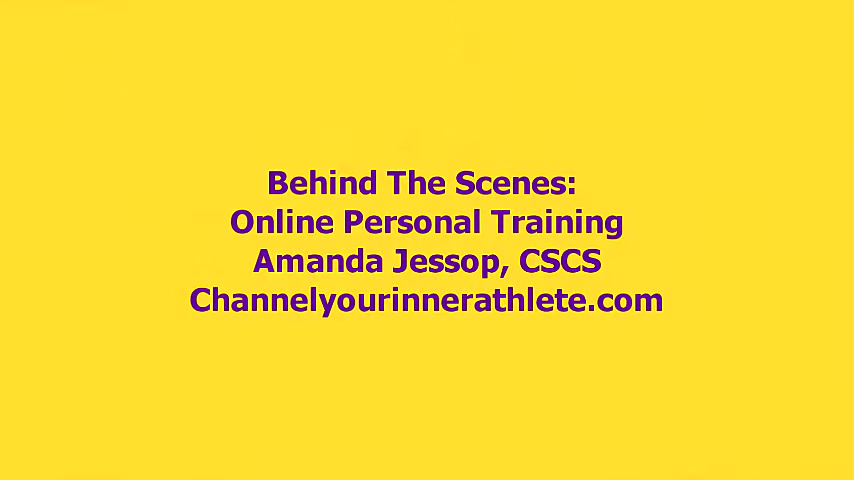 Behind The Scenes:
Online Personal Training
Amanda Jessop, CSCS
Channelyourinnerathlete.com